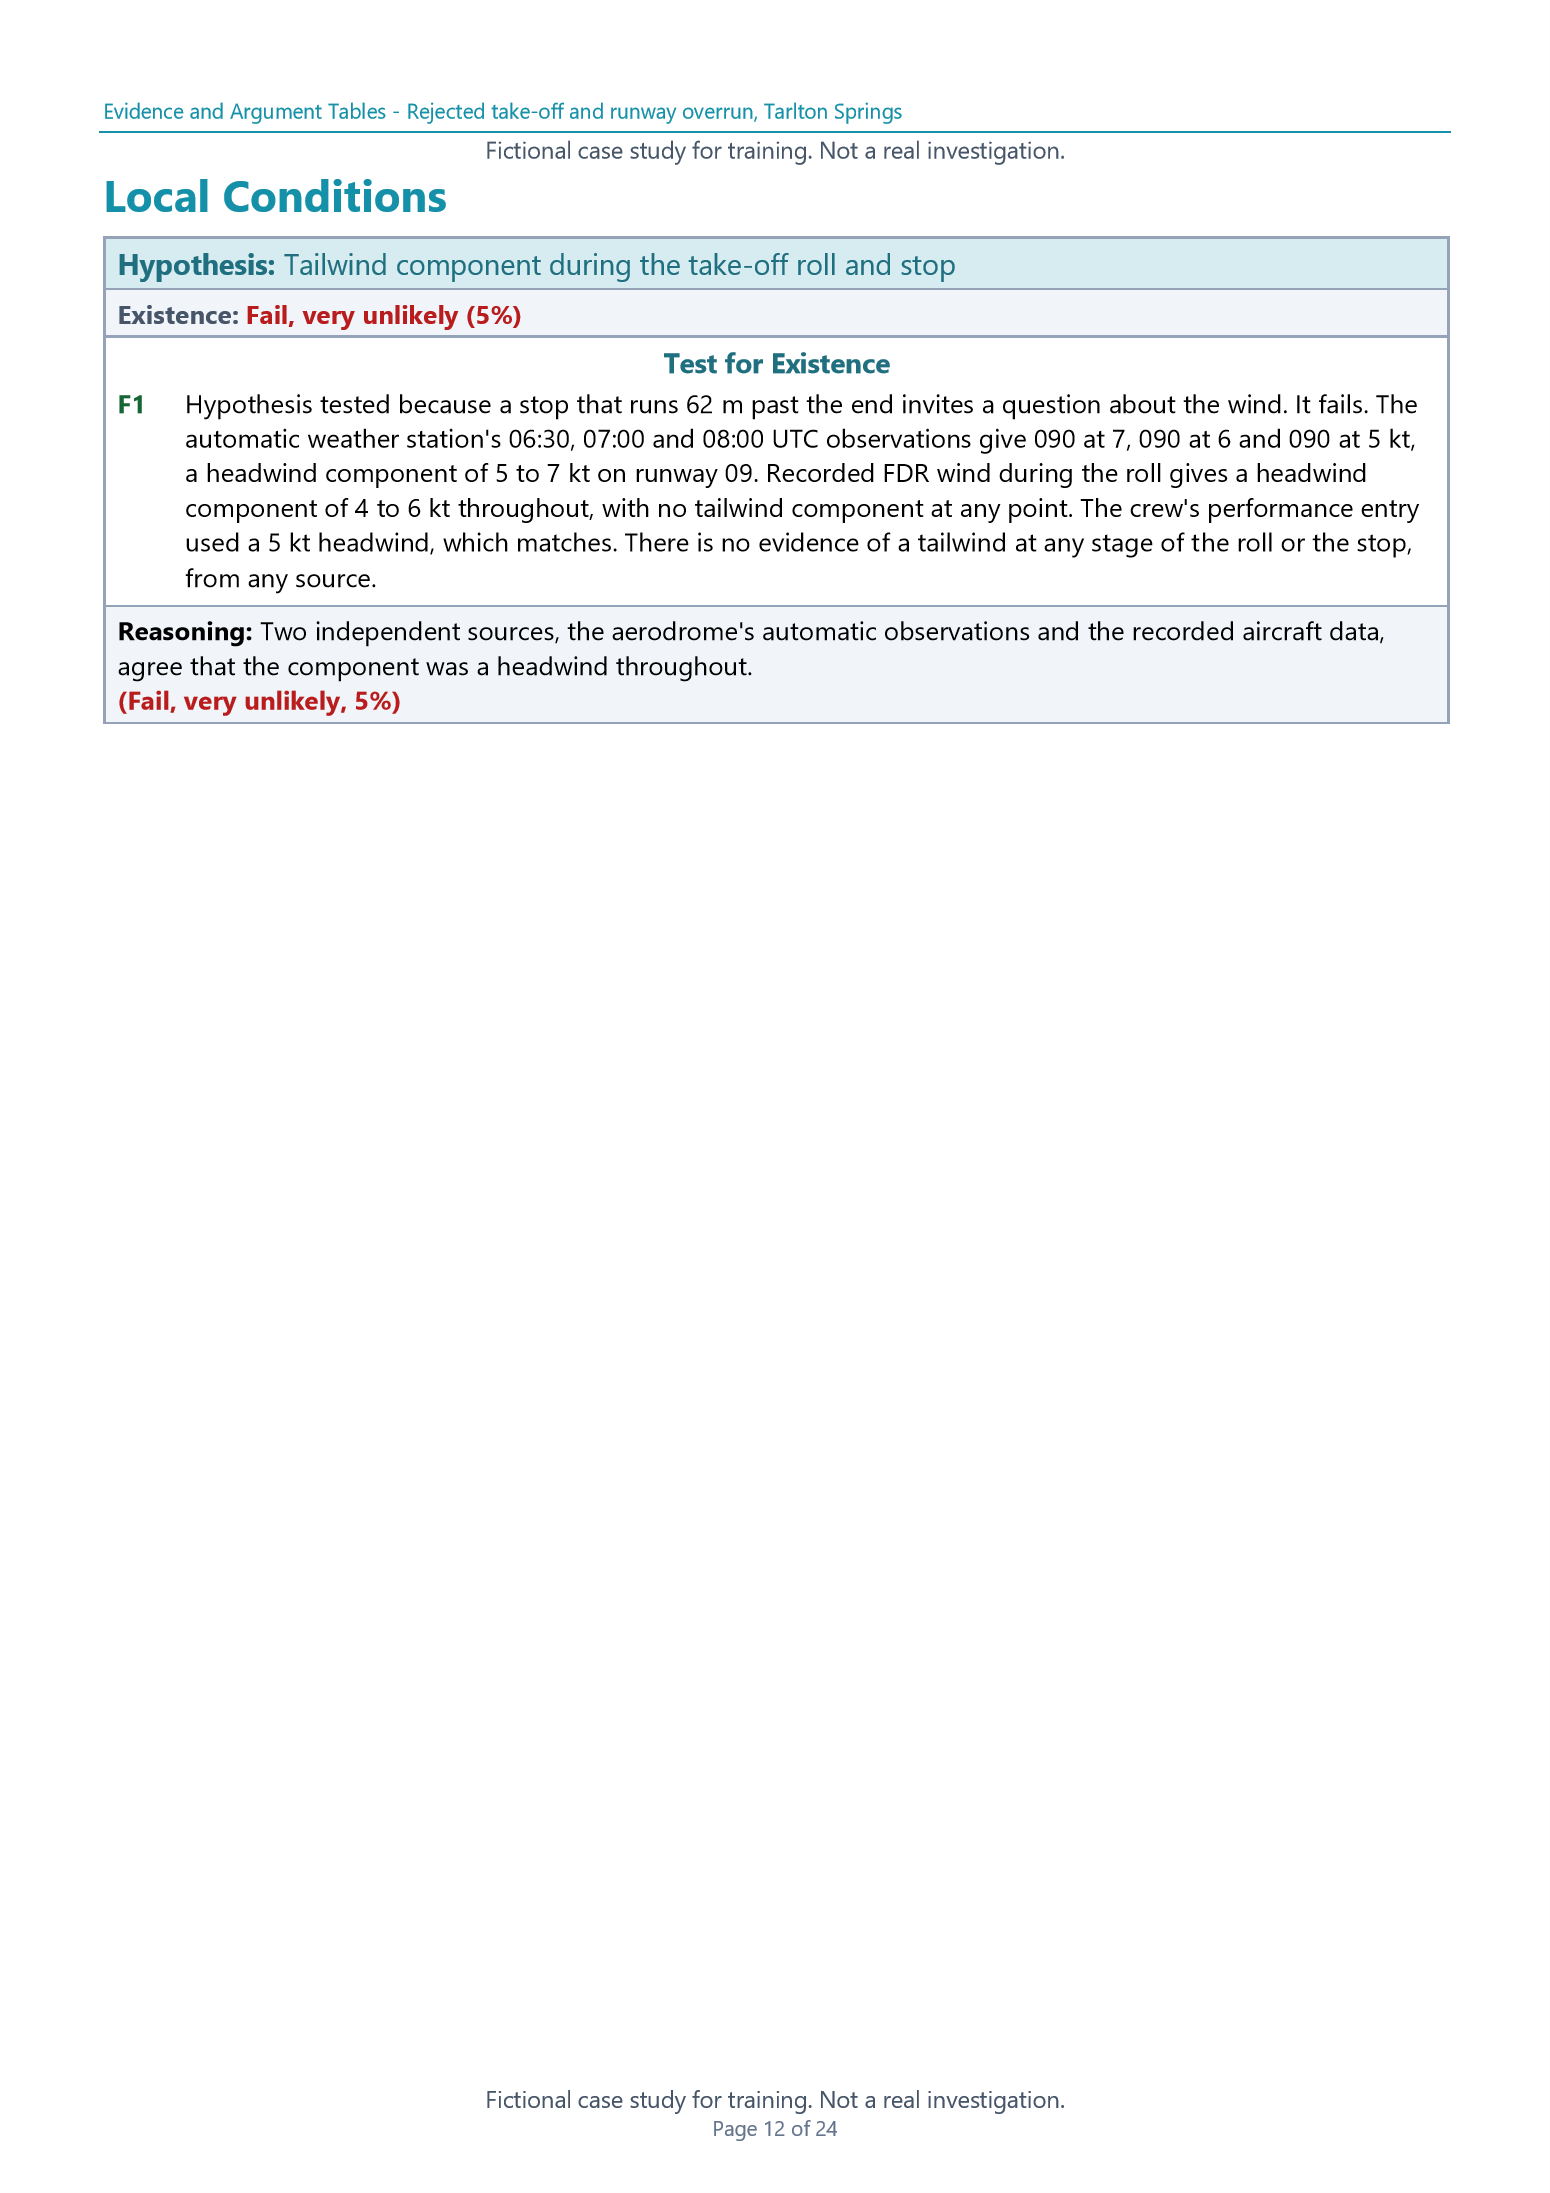 Evidence and Argument Tables - Rejected take-off and runway overrun, Tarlton Springs
Fictional case study for training. Not a real investigation.
Local Conditions
Hypothesis: Tailwind component during the take-off roll and stop
Existence: Fail, very unlikely (5%)
Test for Existence
F1 Hypothesis tested because a stop that runs 62 m past the end invites a question about the wind. It fails. The
automatic weather station's 06:30, 07:00 and 08:00 UTC observations give 090 at 7, 090 at 6 and 090 at 5 kt,
a headwind component of 5 to 7 kt on runway 09. Recorded FDR wind during the roll gives a headwind
component of 4 to 6 kt throughout, with no tailwind component at any point. The crew's performance entry
used a 5 kt headwind, which matches. There is no evidence of a tailwind at any stage of the roll or the stop,
from any source.
Reasoning: Two independent sources, the aerodrome's automatic observations and the recorded aircraft data,
agree that the component was a headwind throughout.
(Fail, very unlikely, 5%)
Fictional case study for training. Not a real investigation.
Page 12 of 24